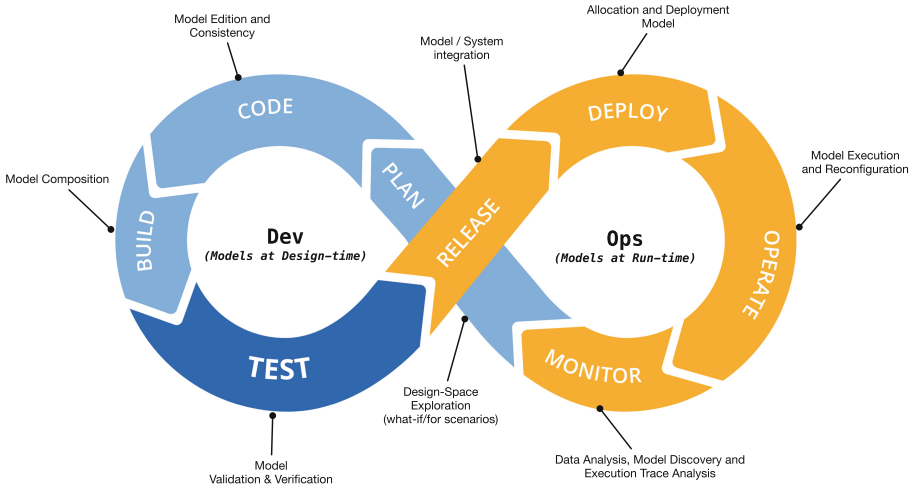 Model Edition and
Consistency
Allocation and Deployment
Model
Model / System
integration
CODE
DEPLOY
Model Composition
PLAN
Model Execution
and Reconfiguration
BUILD
Dev
(Models at Design-time)
RELEASE
Ops
(Models at Run-time)
OPERATE
TEST
MONITOR
Design-Space
Exploration
(what-if/for scenarios)
Model
Validation & Verification
Data Analysis, Model Discovery and
Execution Trace Analysis